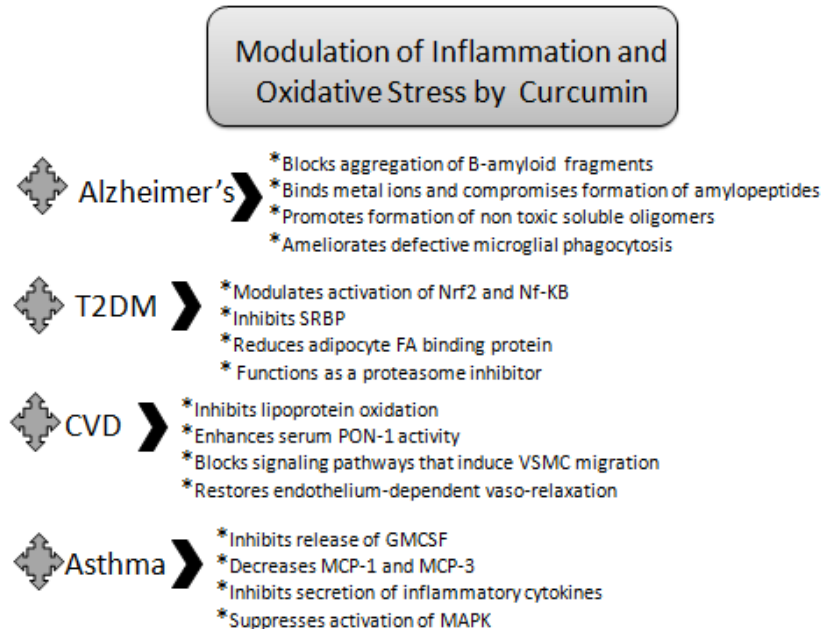 Modulation of Inflammation and
Oxidative Stress by Curcumin
Alzheimer's
*Blocks aggregation of B-amyloid fragments
*Binds metal ions and compromises formation of amylopeptides
*Promotes formation of non toxic soluble oligomers
*Ameliorates defective microglial phagocytosis
T2DM
*Modulates activation of Nrf2 and Nf-KB
*Inhibits SRBP
*Reduces adipocyte FA binding protein
* Functions as a proteasome inhibitor
CVD
*Inhibits lipoprotein oxidation
*Enhances serum PON-1 activity
*Blocks signaling pathways that induce VSMC migration
*Restores endothelium-dependent vaso-relaxation
Asthma
*Inhibits release of GMCSF
*Decreases MCP-1 and MCP-3
*Inhibits secretion of inflammatory cytokines
*Suppresses activation of MAPK